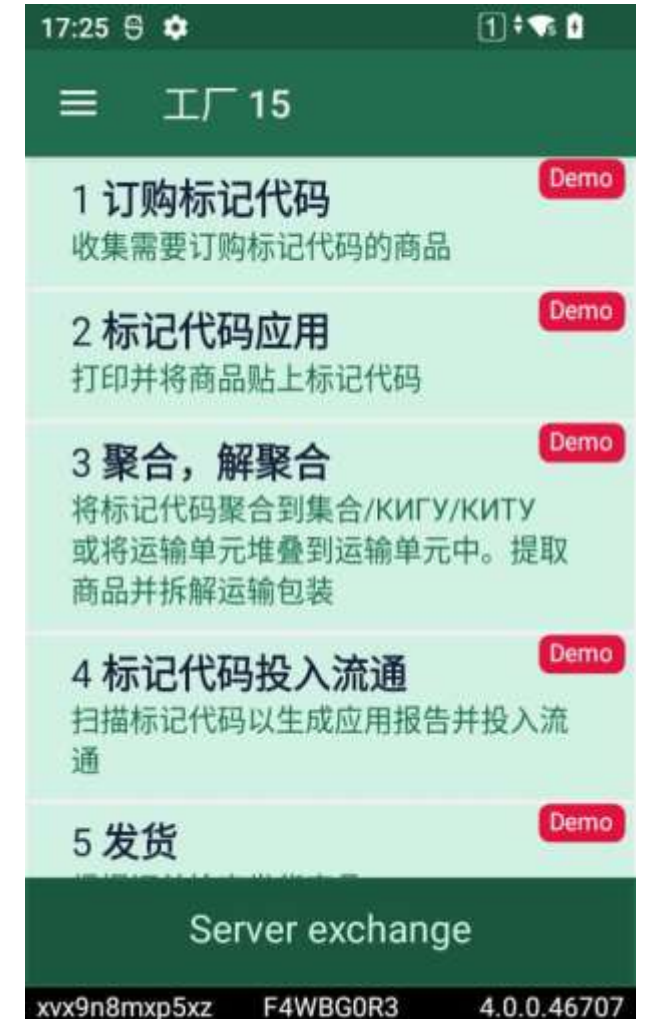 17:25
1
工厂 15
1 订购标记代码
Demo
收集需要订购标记代码的商品
2 标记代码应用
Demo
打印并将商品贴上标记代码
3 聚合，解聚合
Demo
将标记代码聚合到集合/КИГУ/КИТУ
或将运输单元堆叠到运输单元中。提取
商品并拆解运输包装
4 标记代码投入流通
Demo
扫描标记代码以生成应用报告并投入流
通
5 发货
Demo
Server exchange
xvx9n8mxp5xz F4WBG0R3 4.0.0.46707